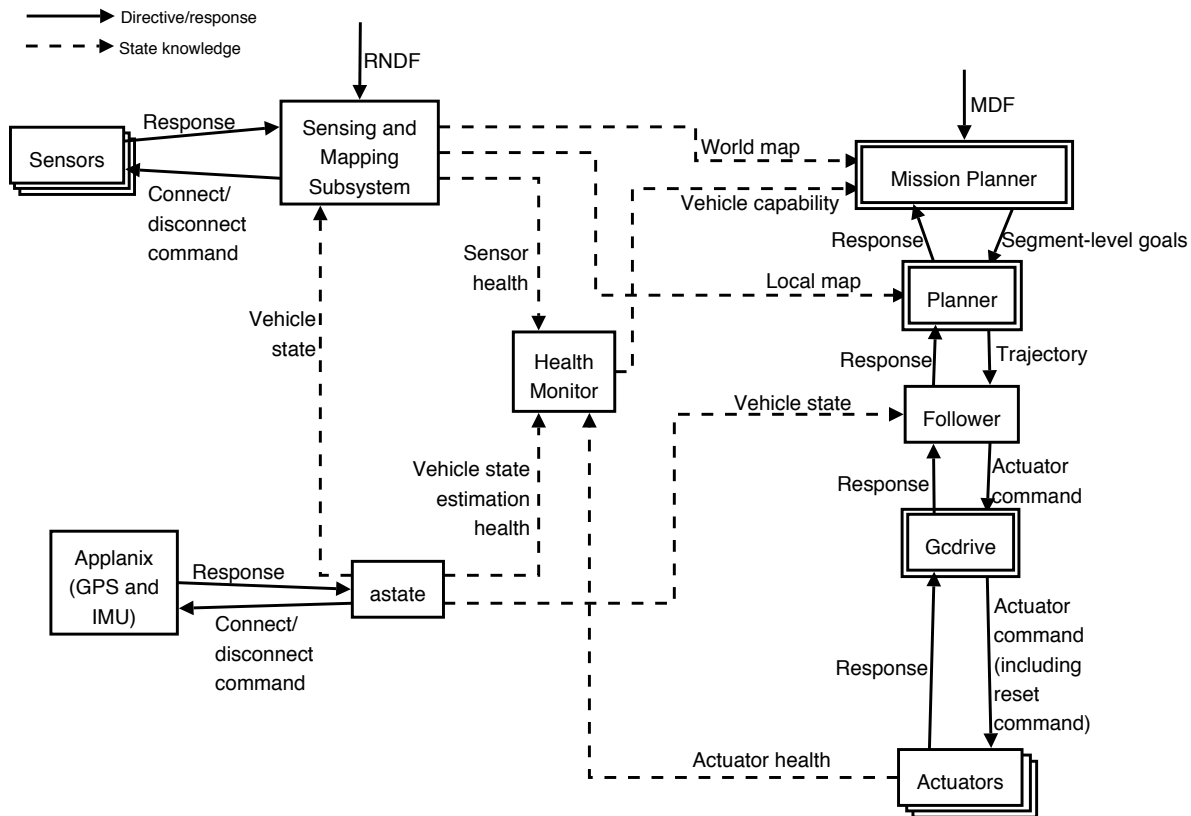 Directive/response
State knowledge
RNDF
MDF
Response
Sensors
Sensing and
Mapping
Subsystem
World map
Mission Planner
Connect/
disconnect
command
Vehicle capability
Response
Segment-level goals
Sensor
health
Local map
Planner
Vehicle
state
Health
Monitor
Response
Trajectory
Vehicle state
Follower
Vehicle state
estimation
health
Response
Actuator
command
Applanix
(GPS and
IMU)
Response
astate
Gcdrive
Connect/
disconnect
command
Response
Actuator
command
(including
reset
command)
Actuator health
Actuators